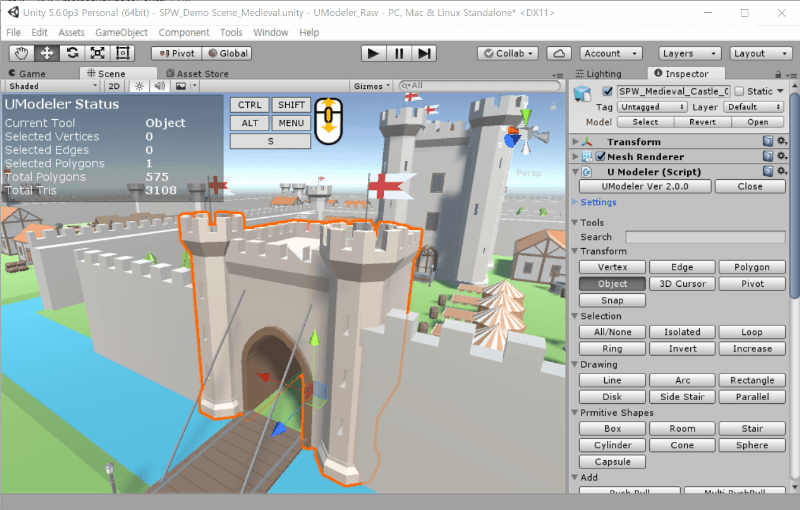 Unity 5.6.0p3 Personal (64bit) - SPW_Demo Scene_Medieval.unity - UModeler_Raw - PC, Mac & Linux Standalone* <DX11>
File Edit Assets GameObject Component Tools Window Help
Pivot Global Collab Account Layers Layout
Game Scene Asset Store Lighting Inspector
Shaded 2D Gizmos All
SPW_Medieval_Castle_ Static
Tag Untagged Layer Default
Model Select Revert Open
UModeler Status
Current Tool Object
Selected Vertices 0
Selected Edges 0
Selected Polygons 1
Total Polygons 575
Total Tris 3108
CTRL SHIFT
ALT MENU
S
Persp
Transform
Mesh Renderer
U Modeler (Script)
UModeler Ver 2.0.0 Close
Settings
Tools
Search
Transform
Vertex Edge Polygon
Object 3D Cursor Pivot
Snap
Selection
All/None Isolated Loop
Ring Invert Increase
Drawing
Line Arc Rectangle
Disk Side Stair Parallel
Prmitive Shapes
Box Room Stair
Cylinder Cone Sphere
Capsule
Add
Push Pull Multi PushPull